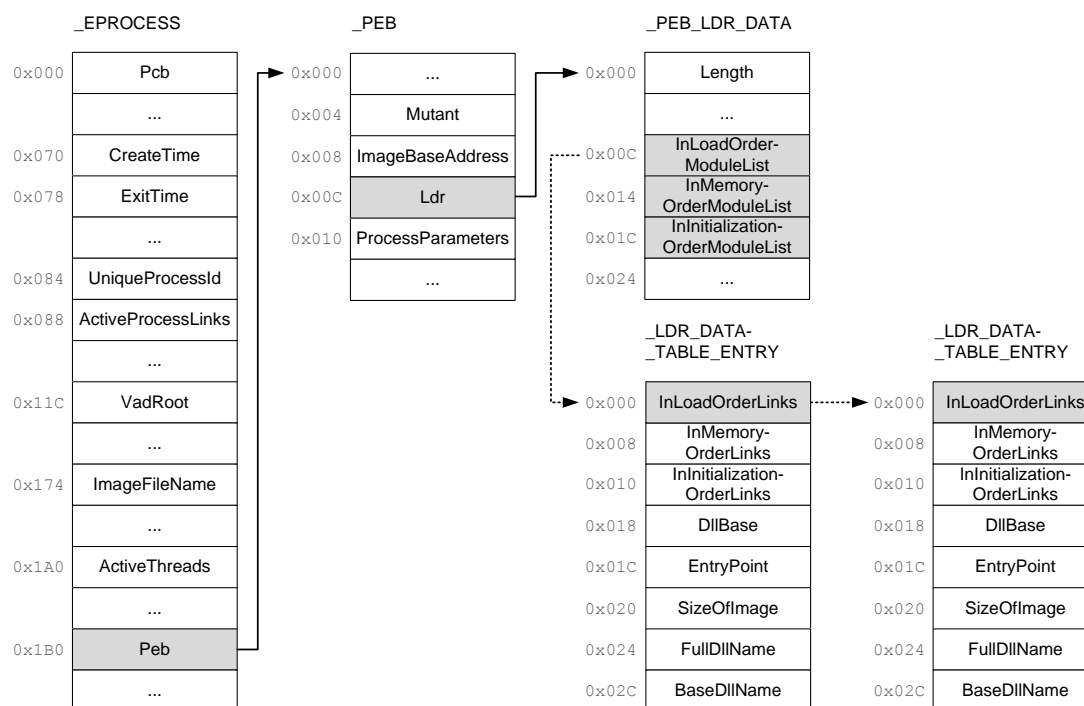 _EPROCESS
0x000 Pcb
...
0x070 CreateTime
0x078 ExitTime
...
0x084 UniqueProcessId
0x088 ActiveProcessLinks
...
0x11C VadRoot
...
0x174 ImageFileName
...
0x1A0 ActiveThreads
...
0x1B0 Peb
...
_PEB
0x000 ...
0x004 Mutant
0x008 ImageBaseAddress
0x00C Ldr
0x010 ProcessParameters
...
_PEB_LDR_DATA
0x000 Length
...
0x00C InLoadOrder-
ModuleList
0x014 InMemory-
OrderModuleList
0x01C InInitialization-
OrderModuleList
0x024 ...
_LDR_DATA-
_TABLE_ENTRY
0x000 InLoadOrderLinks
0x008 InMemory-
OrderLinks
0x010 InInitialization-
OrderLinks
0x018 DllBase
0x01C EntryPoint
0x020 SizeOfImage
0x024 FullDllName
0x02C BaseDllName
_LDR_DATA-
_TABLE_ENTRY
0x000 InLoadOrderLinks
0x008 InMemory-
OrderLinks
0x010 InInitialization-
OrderLinks
0x018 DllBase
0x01C EntryPoint
0x020 SizeOfImage
0x024 FullDllName
0x02C BaseDllName